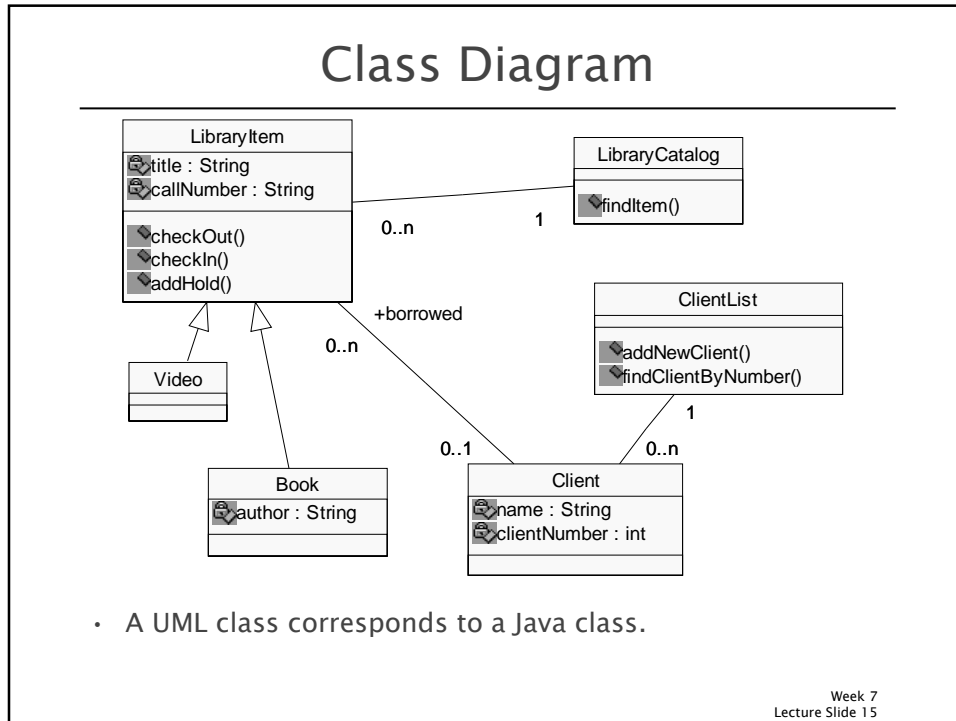 Class Diagram
LibraryItem
title : String
callNumber : String
checkOut()
checkIn()
addHold()
LibraryCatalog
findItem()
0..n
1
+borrowed
0..n
ClientList
addNewClient()
findClientByNumber()
Video
1
0..1
0..n
Book
author : String
Client
name : String
clientNumber : int
• A UML class corresponds to a Java class.
Week 7
Lecture Slide 15